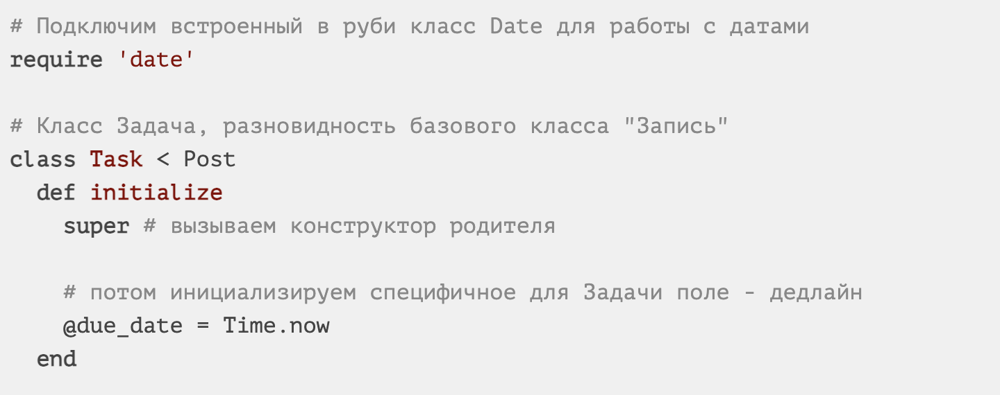 # Подключим встроенный в руби класс Date для работы с датами
require 'date'
# Класс Задача, разновидность базового класса "Запись"
class Task < Post
def initialize
super # вызываем конструктор родителя
# потом инициализируем специфичное для Задачи поле - дедлайн
@due_date = Time.now
end